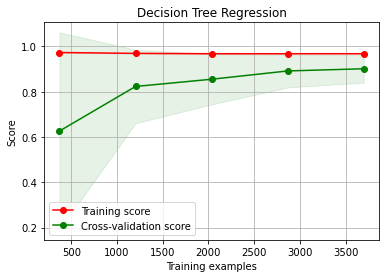 Decision Tree Regression
Score
1.0
0.8
0.6
0.4
0.2
Training score
Cross-validation score
500
1000
1500
2000
2500
3000
3500
Training examples